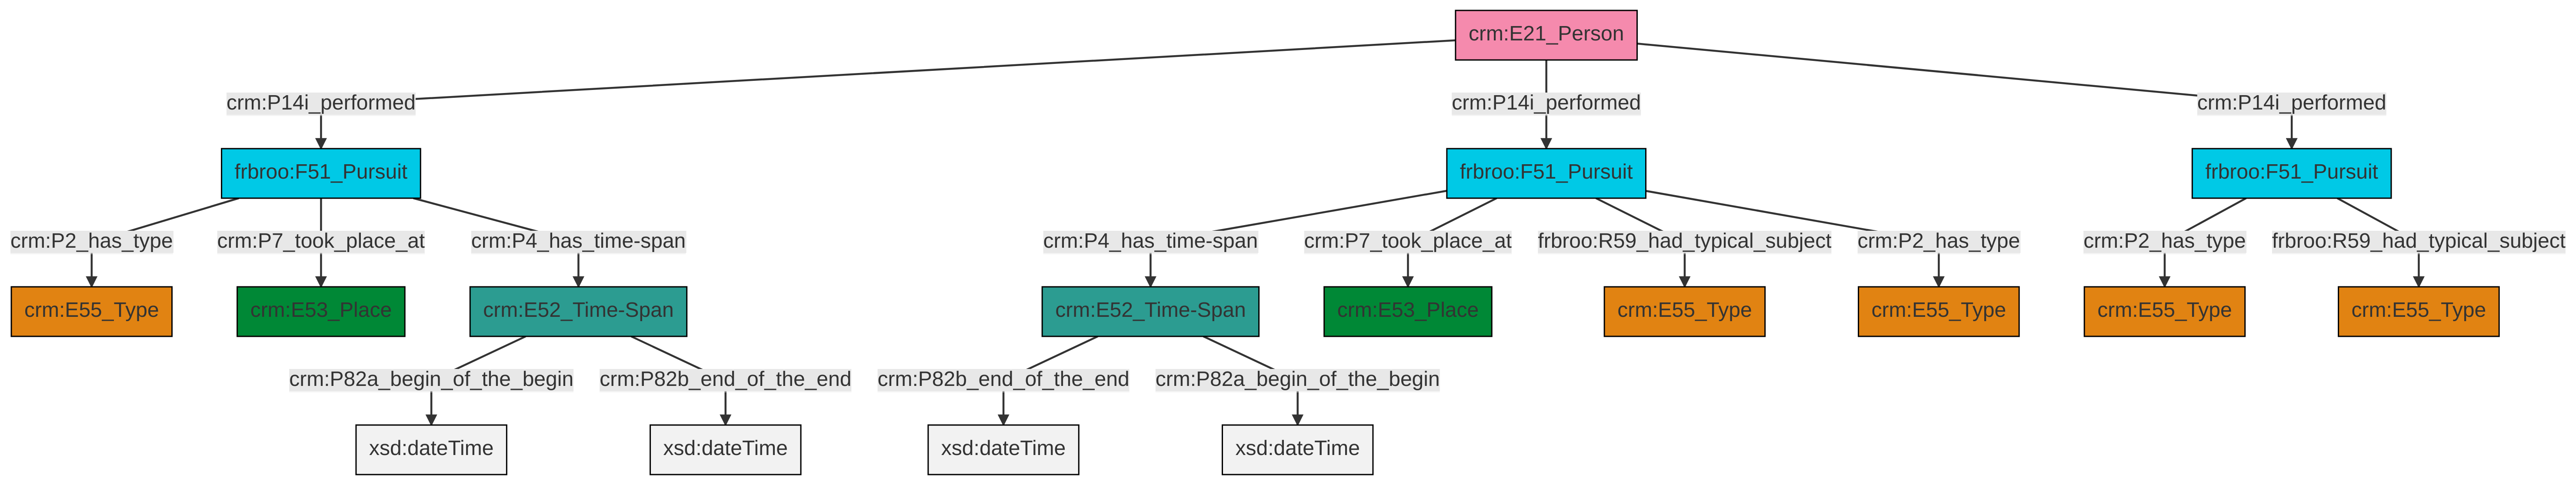 crm:E21_Person
crm:P14i_performed
crm:P14i_performed
crm:P14i_performed
frbroo:F51_Pursuit
frbroo:F51_Pursuit
frbroo:F51_Pursuit
crm:P2_has_type
crm:P7_took_place_at
crm:P4_has_time-span
crm:P4_has_time-span
crm:P7_took_place_at
frbroo:R59_had_typical_subject
crm:P2_has_type
crm:P2_has_type
frbroo:R59_had_typical_subject
crm:E55_Type
crm:E53_Place
crm:E52_Time-Span
crm:E52_Time-Span
crm:E53_Place
crm:E55_Type
crm:E55_Type
crm:E55_Type
crm:E55_Type
crm:P82a_begin_of_the_begin
crm:P82b_end_of_the_end
crm:P82b_end_of_the_end
crm:P82a_begin_of_the_begin
xsd:dateTime
xsd:dateTime
xsd:dateTime
xsd:dateTime